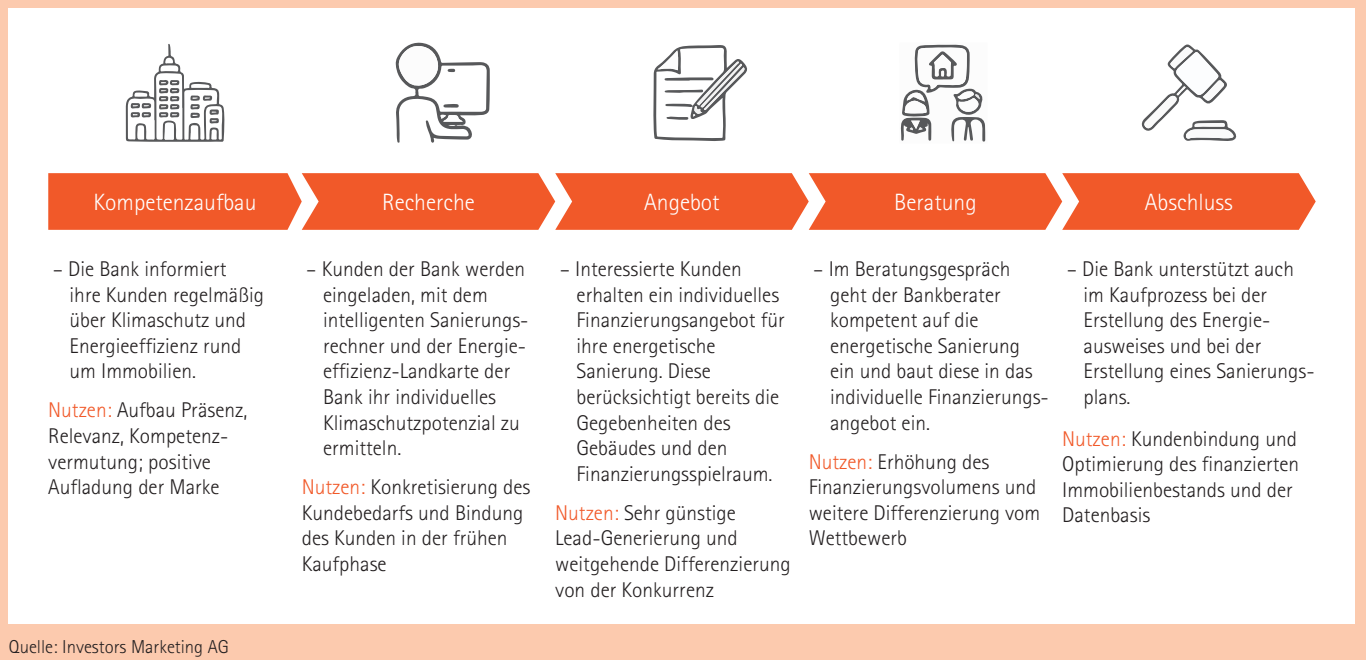 Kompetenzaufbau
Recherche
Angebot
Beratung
Abschluss
– Die Bank informiert
ihre Kunden regelmäßig
über Klimaschutz und
Energieeffizienz rund
um Immobilien.
Nutzen: Aufbau Präsenz,
Relevanz, Kompetenz-
vermutung; positive
Aufladung der Marke
– Kunden der Bank werden
eingeladen, mit dem
intelligenten Sanierungs-
rechner und der Energie-
effizienz-Landkarte der
Bank ihr individuelles
Klimaschutzpotenzial zu
ermitteln.
Nutzen: Konkretisierung des
Kundebedarfs und Bindung
des Kunden in der frühen
Kaufphase
– Interessierte Kunden
erhalten ein individuelles
Finanzierungsangebot für
ihre energetische
Sanierung. Diese
berücksichtigt bereits die
Gegebenheiten des
Gebäudes und den
Finanzierungsspielraum.
Nutzen: Sehr günstige
Lead-Generierung und
weitgehende Differenzierung
von der Konkurrenz
– Im Beratungsgespräch
geht der Bankberater
kompetent auf die
energetische Sanierung
ein und baut diese in das
individuelle Finanzierungs-
angebot ein.
Nutzen: Erhöhung des
Finanzierungsvolumens und
weitere Differenzierung vom
Wettbewerb
– Die Bank unterstützt auch
im Kaufprozess bei der
Erstellung des Energie-
ausweises und bei der
Erstellung eines Sanierungs-
plans.
Nutzen: Kundenbindung und
Optimierung des finanzierten
Immobilienbestands und der
Datenbasis
Quelle: Investors Marketing AG